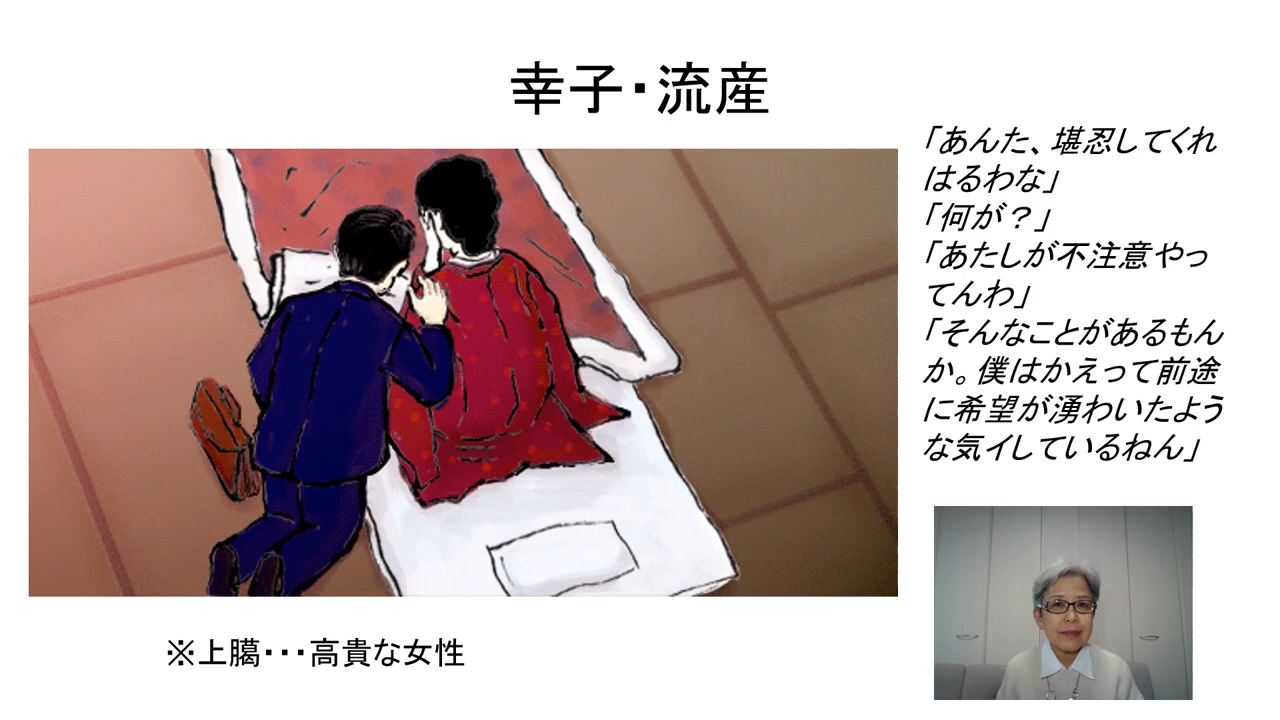 幸子・流産
「あんた、堪忍してくれ
はるわな」
「何が？」
「あたしが不注意やっ
てんわ」
「そんなことがあるもん
か。僕はかえって前途
に希望が湧わいたよう
な気イしているねん」
※上臈・・・高貴な女性